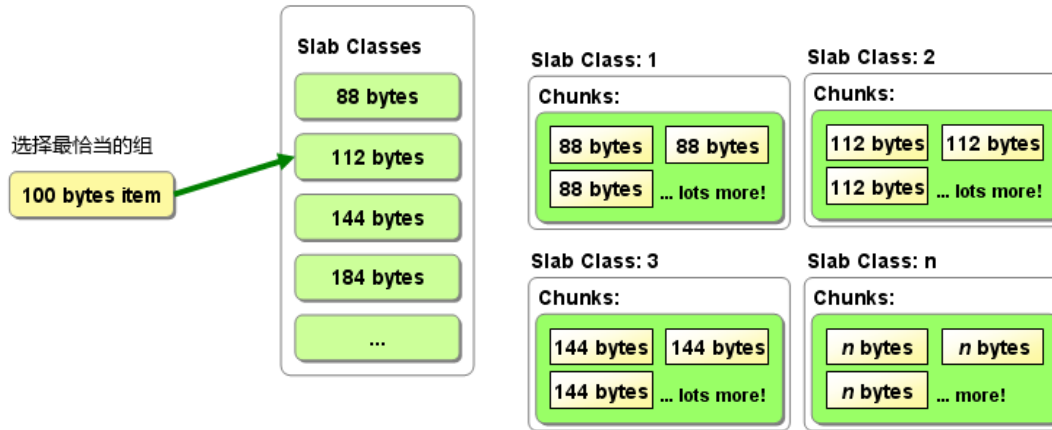 选择最恰当的组
100 bytes item
Slab Classes
88 bytes
112 bytes
144 bytes
184 bytes
...
Slab Class: 1
Chunks:
88 bytes 88 bytes
88 bytes ... lots more!
Slab Class: 2
Chunks:
112 bytes 112 bytes
112 bytes ... lots more!
Slab Class: 3
Chunks:
144 bytes 144 bytes
144 bytes ... lots more!
Slab Class: n
Chunks:
n bytes n bytes
n bytes ... more!